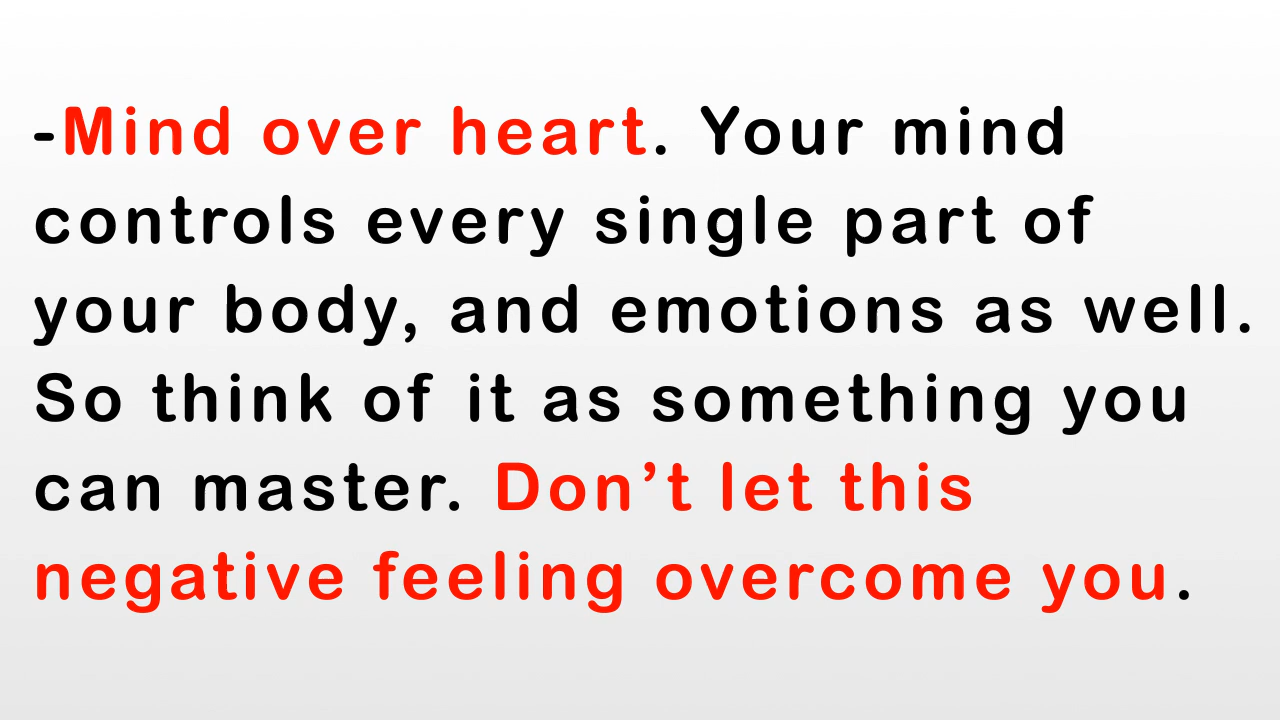 -Mind over heart. Your mind
controls every single part of
your body, and emotions as well.
So think of it as something you
can master. Don’t let this
negative feeling overcome you.